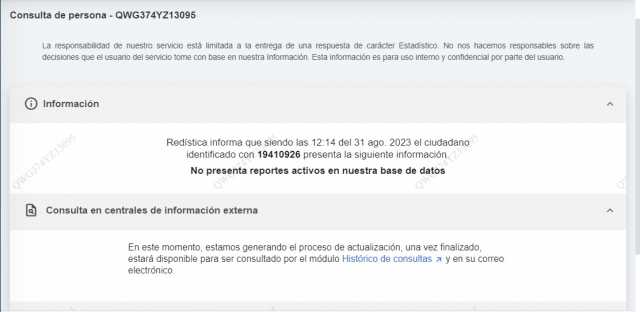 Consulta de persona - QWG374YZ13095
La responsabilidad de nuestro servicio está limitada a la entrega de una respuesta de carácter Estadístico. No nos hacemos responsables sobre las
decisiones que el usuario del servicio tome con base en nuestra Información. Esta información es para uso interno y confidencial por parte del usuario.
Información
Redística informa que siendo las 12:14 del 31 ago. 2023 el ciudadano
identificado con 19410926 presenta la siguiente información.
No presenta reportes activos en nuestra base de datos
QWG374YZ13095
QWG374YZ13095
QWG374YZ13095
Consulta en centrales de información externa
En este momento, estamos generando el proceso de actualización, una vez finalizado,
estará disponible para ser consultado por el módulo Histórico de consultas y en su correo
electrónico